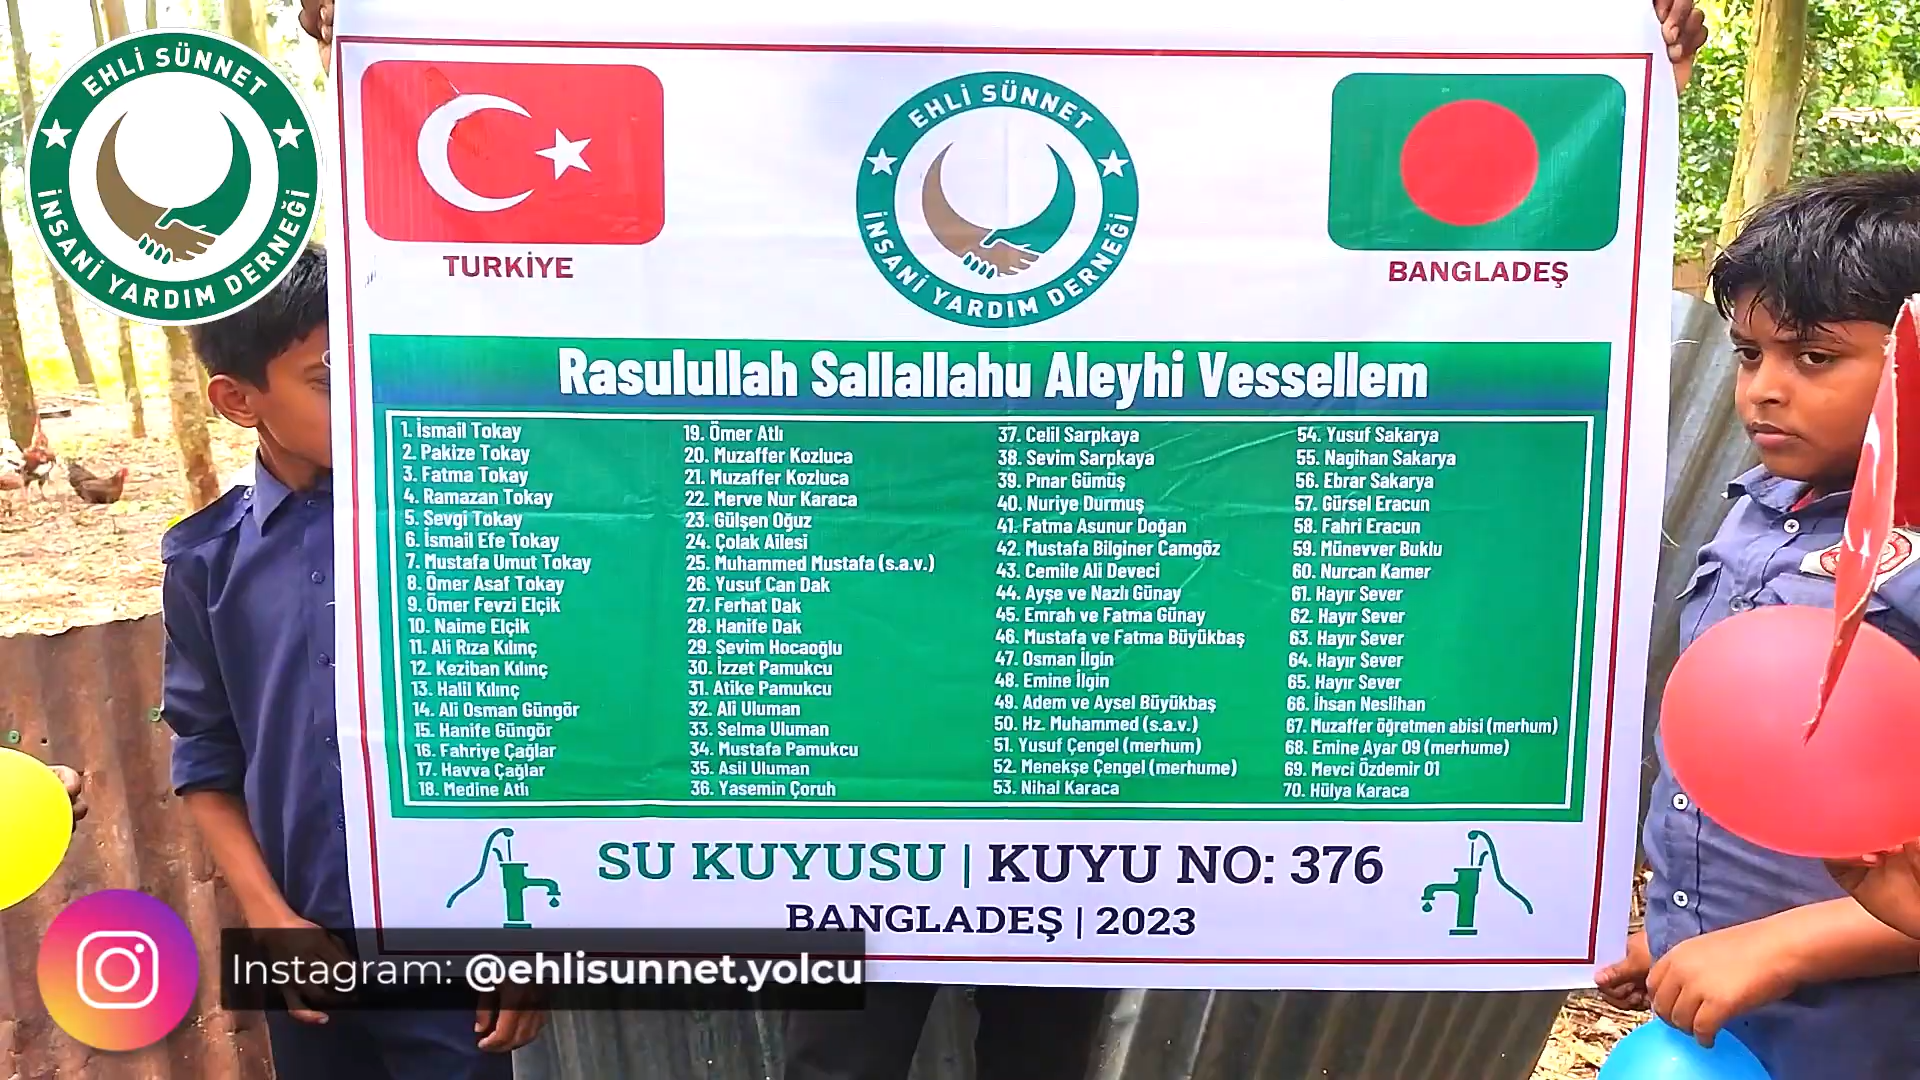 EHLİ SÜNNET
İNSANİ YARDIM DERNEĞİ
EHLİ SÜNNET
İNSANİ YARDIM DERNEĞİ
TURKİYE
BANGLADEŞ
Rasulullah Sallallahu Aleyhi Vessellem
1. İsmail Tokay
2. Pakize Tokay
3. Fatma Tokay
4. Ramazan Tokay
5. Sevgi Tokay
6. İsmail Efe Tokay
7. Mustafa Umut Tokay
8. Ömer Asaf Tokay
9. Ömer Fevzi Elçik
10. Naime Elçik
11. Ali Rıza Kılınç
12. Keziban Kılınç
13. Halil Kılınç
14. Ali Osman Güngör
15. Hanife Güngör
16. Fahriye Çağlar
17. Havva Çağlar
18. Medine Atlı
19. Ömer Atlı
20. Muzaffer Kozluca
21. Muzaffer Kozluca
22. Merve Nur Karaca
23. Gülşen Oğuz
24. Çolak Ailesi
25. Muhammed Mustafa (s.a.v.)
26. Yusuf Can Dak
27. Ferhat Dak
28. Hanife Dak
29. Sevim Hocaoğlu
30. İzzet Pamukcu
31. Atike Pamukcu
32. Ali Uluman
33. Selma Uluman
34. Mustafa Pamukcu
35. Asil Uluman
36. Yasemin Çoruh
37. Celil Sarpkaya
38. Sevim Sarpkaya
39. Pınar Gümüş
40. Nuriye Durmuş
41. Fatma Asunur Doğan
42. Mustafa Bilginer Camgöz
43. Cemile Ali Deveci
44. Ayşe ve Nazlı Günay
45. Emrah ve Fatma Günay
46. Mustafa ve Fatma Büyükbaş
47. Osman İlgin
48. Emine İlgin
49. Adem ve Aysel Büyükbaş
50. Hz. Muhammed (s.a.v.)
51. Yusuf Çengel (merhum)
52. Menekşe Çengel (merhume)
53. Nihal Karaca
54. Yusuf Sakarya
55. Nagihan Sakarya
56. Ebrar Sakarya
57. Gürsel Eracun
58. Fahri Eracun
59. Münevver Buklu
60. Nurcan Kamer
61. Hayır Sever
62. Hayır Sever
63. Hayır Sever
64. Hayır Sever
65. Hayır Sever
66. İhsan Neslihan
67. Muzaffer öğretmen abisi (merhum)
68. Emine Ayar 09 (merhume)
69. Mevci Özdemir 01
70. Hülya Karaca
SU KUYUSU | KUYU NO: 376
BANGLADEŞ | 2023
Instagram: @ehlisunnet.yolcu